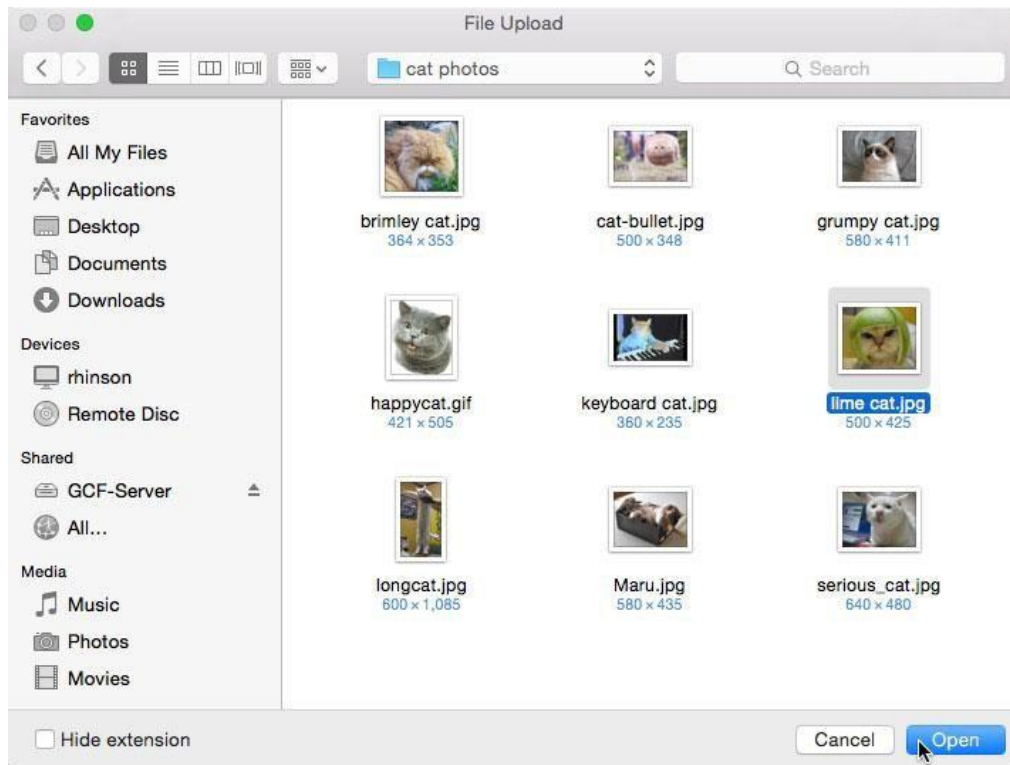 File Upload
cat photos
Search
Favorites
All My Files
Applications
Desktop
Documents
Downloads
Devices
rhinson
Remote Disc
Shared
GCF-Server
All...
Media
Music
Photos
Movies
brimley cat.jpg
364 × 353
cat-bullet.jpg
500 × 348
grumpy cat.jpg
580 × 411
happycat.gif
421 × 505
keyboard cat.jpg
360 × 235
lime cat.jpg
500 × 425
longcat.jpg
600 × 1,085
Maru.jpg
580 × 435
serious_cat.jpg
640 × 480
Hide extension
Cancel
Open